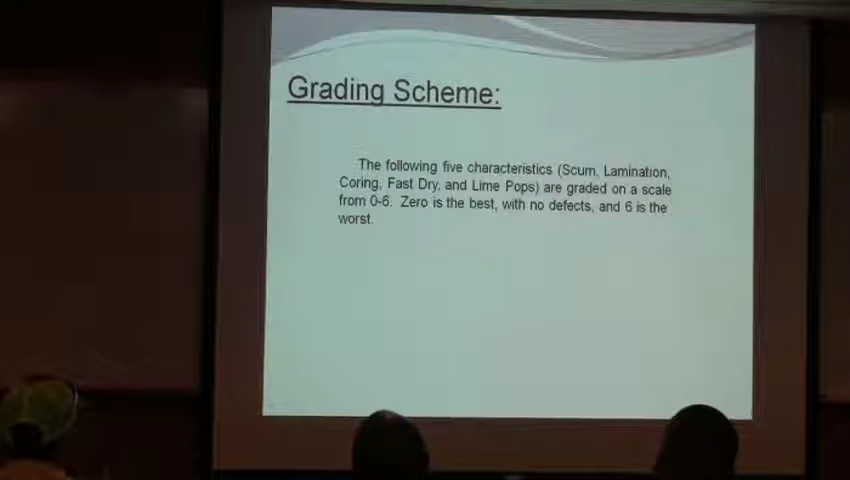 Grading Scheme:
The following five characteristics (Scum, Lamination,
Coring, Fast Dry, and Lime Pops) are graded on a scale
from 0-6. Zero is the best, with no defects, and 6 is the
worst.